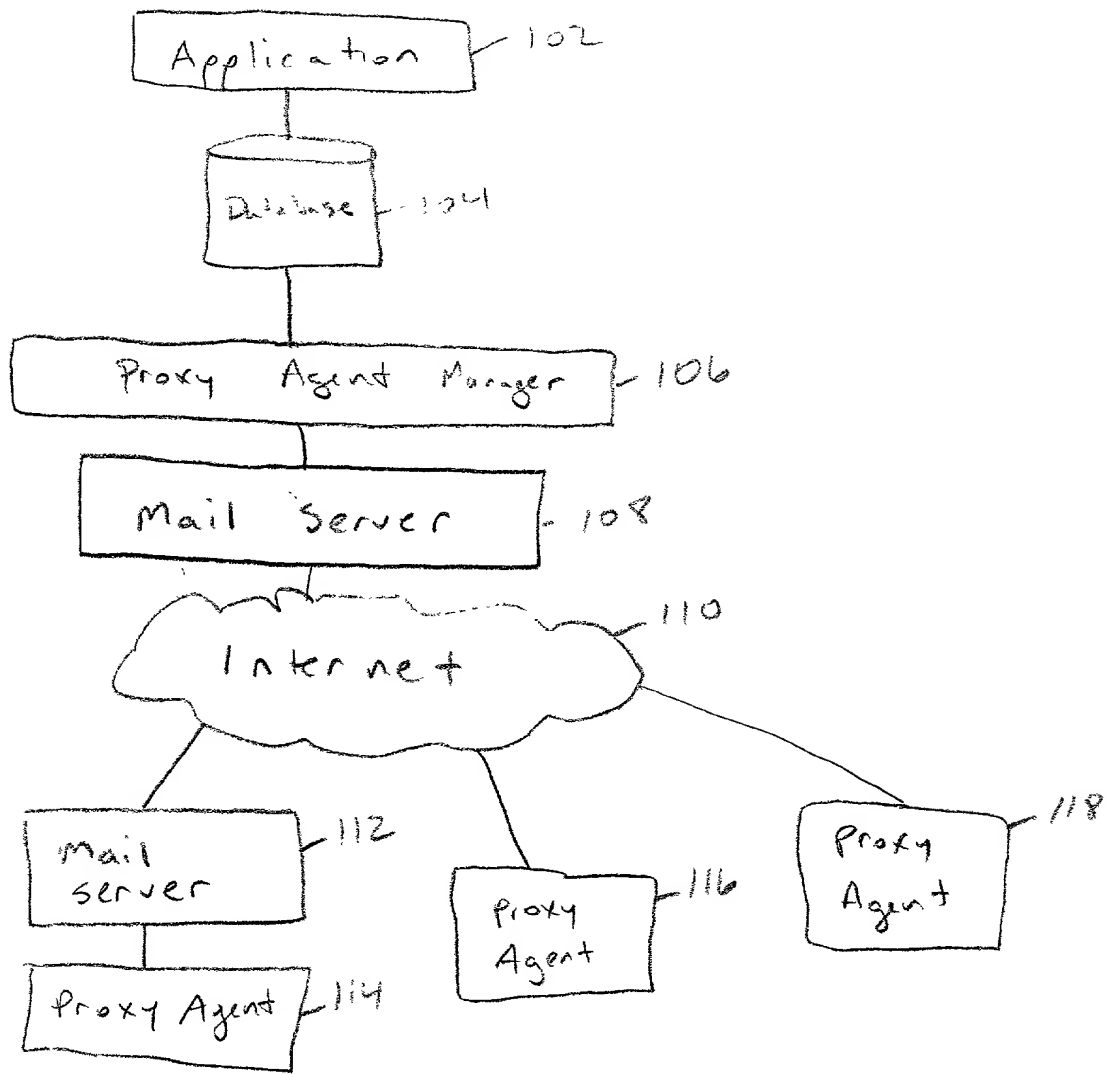 Application 102
Database 104
Proxy Agent Manager 106
Mail Server 108
110
Internet
Mail 112
server
118
Proxy
Agent
116
Proxy
Agent
Proxy Agent 114